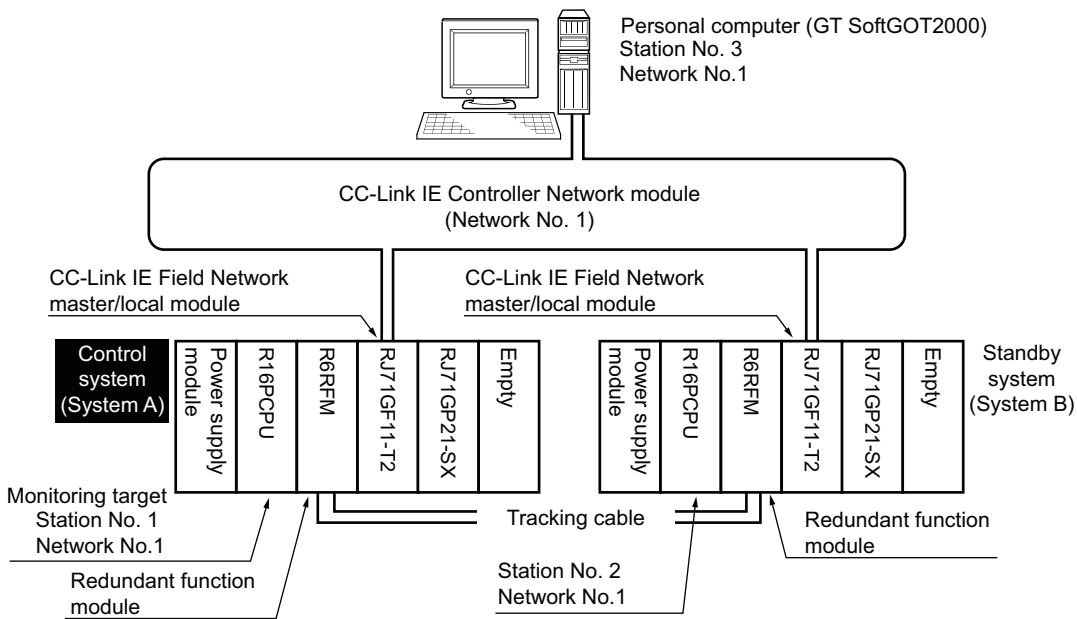 Personal computer (GT SoftGOT2000)
Station No. 3
Network No.1
CC-Link IE Controller Network module
(Network No. 1)
CC-Link IE Field Network
master/local module
CC-Link IE Field Network
master/local module
Control
system
(System A)
Power supply
module
R16PCPU
R6RFM
RJ71GF11-T2
RJ71GP21-SX
Empty
Power supply
module
R16PCPU
R6RFM
RJ71GF11-T2
RJ71GP21-SX
Empty
Standby
system
(System B)
Monitoring target
Station No. 1
Network No.1
Redundant function
module
Tracking cable
Station No. 2
Network No.1
Redundant function
module